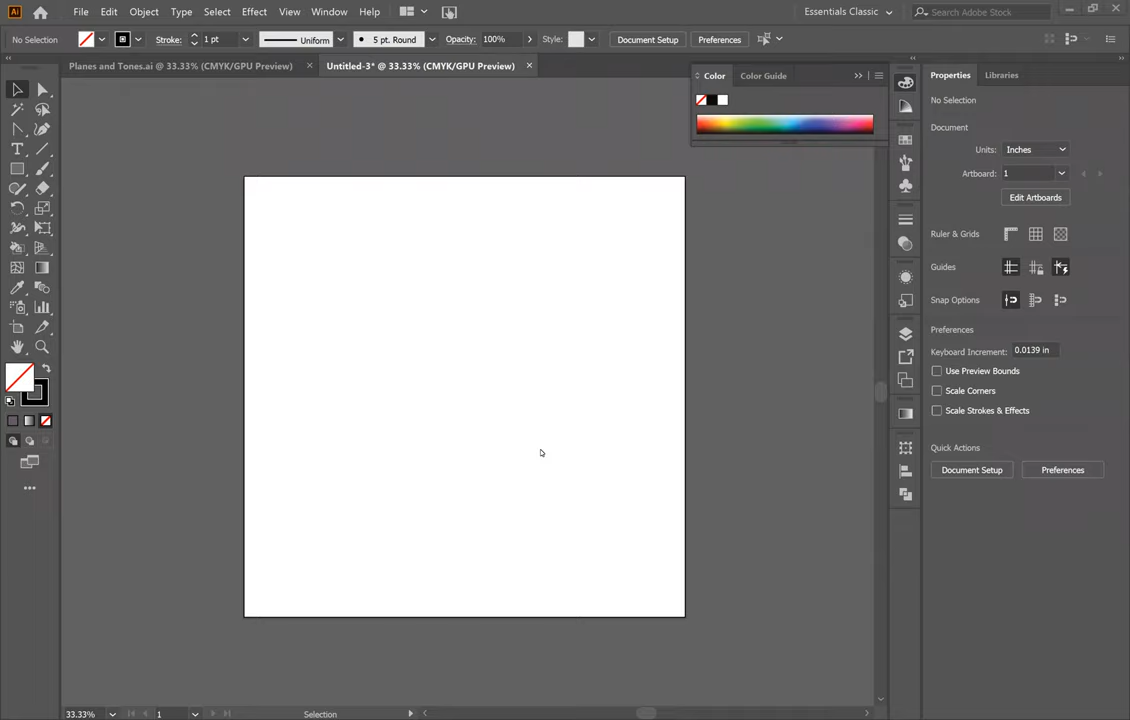 Ai File Edit Object Type Select Effect View Window Help Essentials Classic Search Adobe Stock
No Selection Stroke: 1 pt Uniform 5 pt. Round Opacity: 100% Style: Document Setup Preferences
Planes and Tones.ai @ 33.33% (CMYK/GPU Preview) Untitled-3* @ 33.33% (CMYK/GPU Preview)
Color Color Guide
Properties Libraries
No Selection
Document
Units: Inches
Artboard: 1
Edit Artboards
Ruler & Grids
Guides
Snap Options
Preferences
Keyboard Increment: 0.0139 in
Use Preview Bounds
Scale Corners
Scale Strokes & Effects
Quick Actions
Document Setup Preferences
33.33% 1 Selection